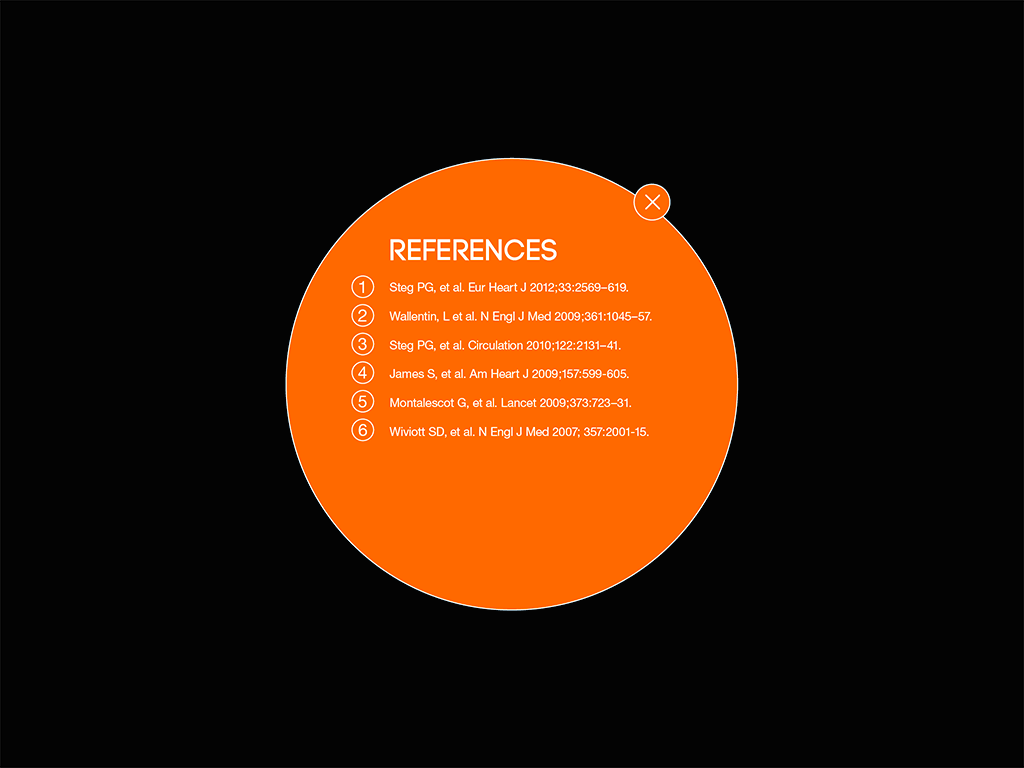 REFERENCES
1 Steg PG, et al. Eur Heart J 2012;33:2569–619.
2 Wallentin, L et al. N Engl J Med 2009;361:1045–57.
3 Steg PG, et al. Circulation 2010;122:2131–41.
4 James S, et al. Am Heart J 2009;157:599-605.
5 Montalescot G, et al. Lancet 2009;373:723–31.
6 Wiviott SD, et al. N Engl J Med 2007; 357:2001-15.